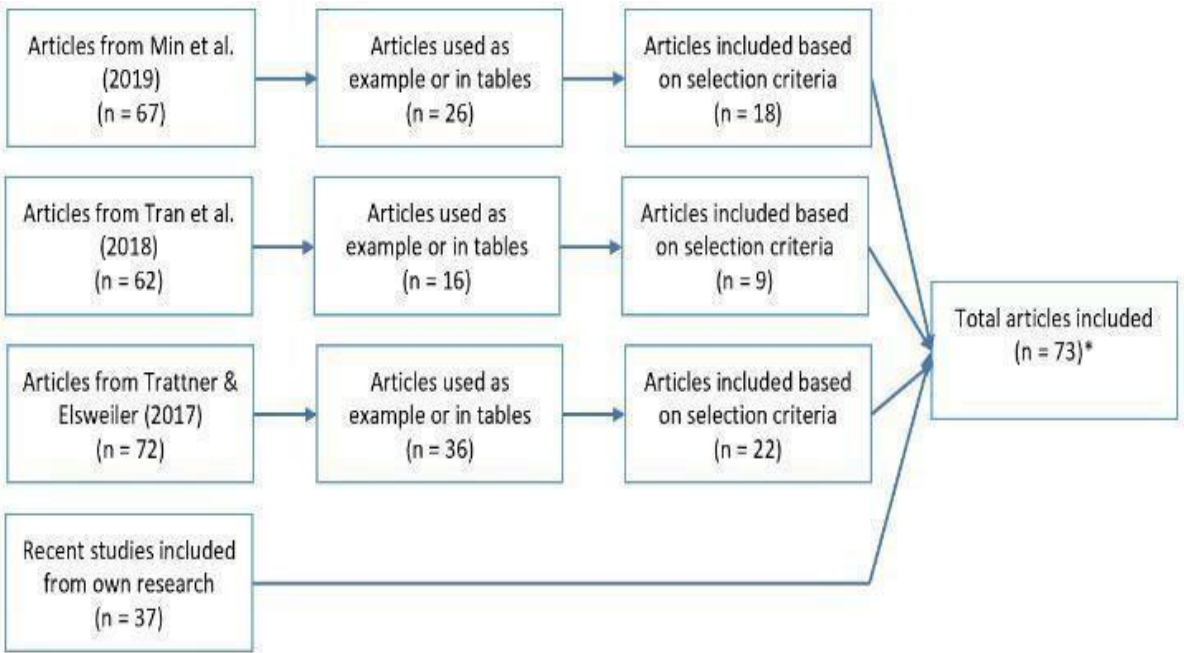 Articles from Min et al.
(2019)
(n = 67)
Articles used as
example or in tables
(n = 26)
Articles included based
on selection criteria
(n = 18)
Articles from Tran et al.
(2018)
(n = 62)
Articles used as
example or in tables
(n = 16)
Articles included based
on selection criteria
(n = 9)
Articles from Trattner &
Elsweiler (2017)
(n = 72)
Articles used as
example or in tables
(n = 36)
Articles included based
on selection criteria
(n = 22)
Recent studies included
from own research
(n = 37)
Total articles included
(n = 73)*